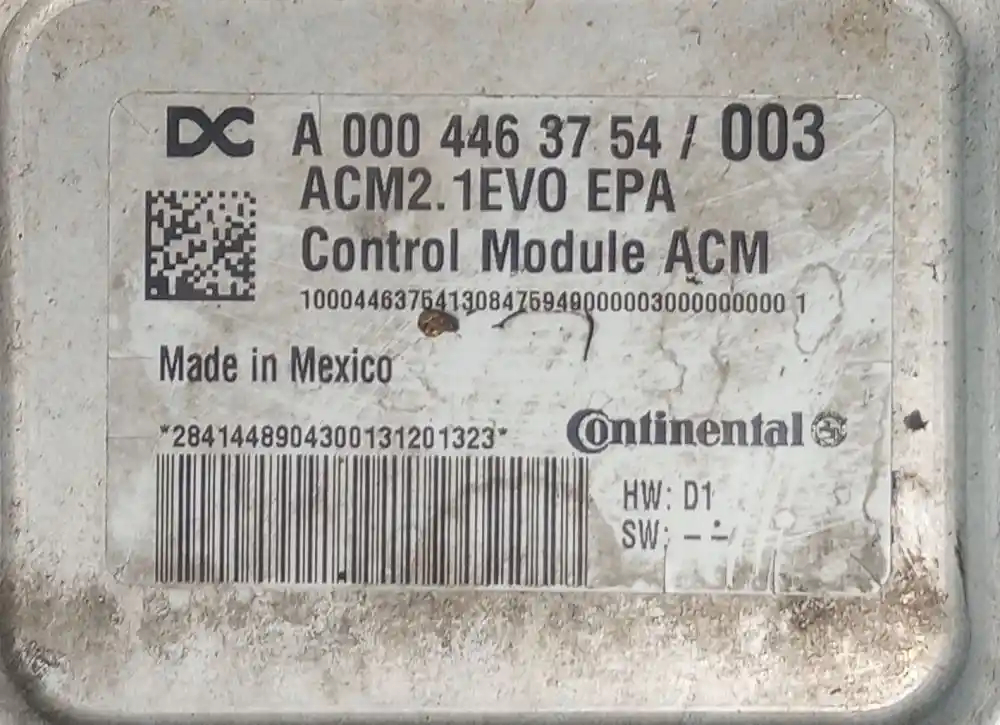 DC A 000 446 37 54 / 003
ACM2.1EVO EPA
Control Module ACM
10004463754130847594900000300000000 1
Made in Mexico
*2841448904300131201323*
Continental
HW: D1
SW: --